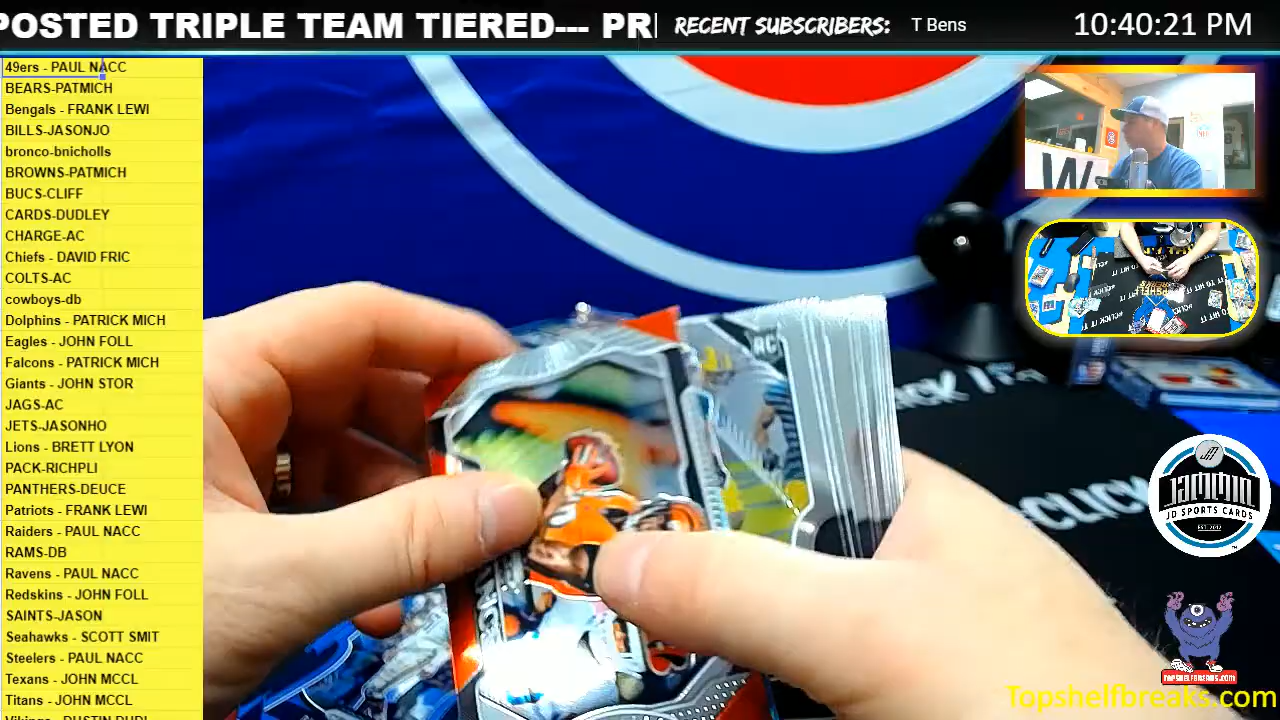 POSTED TRIPLE TEAM TIERED--- PR
RECENT SUBSCRIBERS: T Bens
10:40:21 PM
49ers - PAUL NACC
BEARS-PATMICH
Bengals - FRANK LEWI
BILLS-JASONJO
bronco-bnicholls
BROWNS-PATMICH
BUCS-CLIFF
CARDS-DUDLEY
CHARGE-AC
Chiefs - DAVID FRIC
COLTS-AC
cowboys-db
Dolphins - PATRICK MICH
Eagles - JOHN FOLL
Falcons - PATRICK MICH
Giants - JOHN STOR
JAGS-AC
JETS-JASONHO
Lions - BRETT LYON
PACK-RICHPLI
PANTHERS-DEUCE
Patriots - FRANK LEWI
Raiders - PAUL NACC
RAMS-DB
Ravens - PAUL NACC
Redskins - JOHN FOLL
SAINTS-JASON
Seahawks - SCOTT SMIT
Steelers - PAUL NACC
Texans - JOHN MCCL
Titans - JOHN MCCL
RC
JAMMIN
JD SPORTS CARDS
EST. 2012
TOPSHELFBREAKS.COM
Topshelfbreaks.com